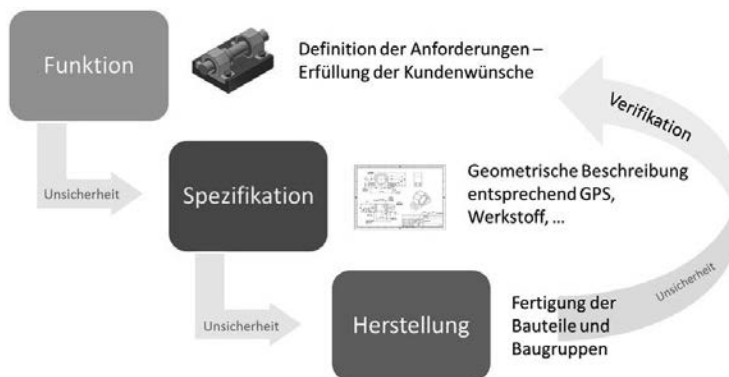 Funktion
Definition der Anforderungen –
Erfüllung der Kundenwünsche
Verifikation
Unsicherheit
Spezifikation
Geometrische Beschreibung
entsprechend GPS,
Werkstoff, ...
Unsicherheit
Unsicherheit
Herstellung
Fertigung der
Bauteile und
Baugruppen